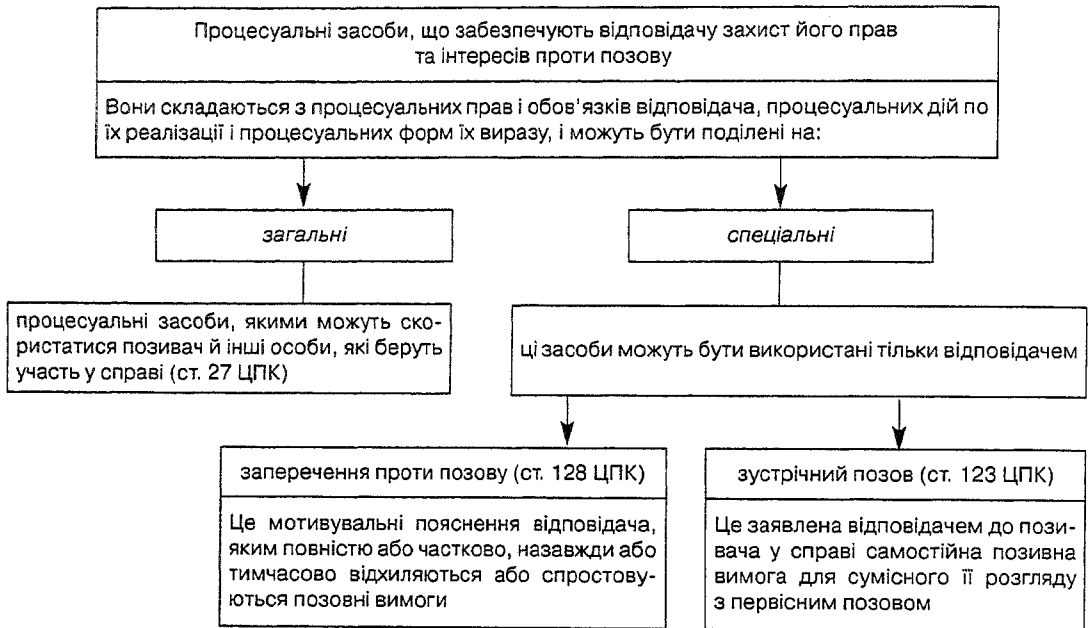 Процесуальні засоби, що забезпечують відповідачу захист його прав
та інтересів проти позову
Вони складаються з процесуальних прав і обов'язків відповідача, процесуальних дій по
їх реалізації і процесуальних форм їх виразу, і можуть бути поділені на:
загальні
спеціальні
процесуальні засоби, якими можуть ско-
ристатися позивач й інші особи, які беруть
участь у справі (ст. 27 ЦПК)
ці засоби можуть бути використані тільки відповідачем
заперечення проти позову (ст. 128 ЦПК)
Це мотивувальні пояснення відповідача,
яким повністю або частково, назавжди або
тимчасово відхиляються або спростову-
ються позовні вимоги
зустрічний позов (ст. 123 ЦПК)
Це заявлена відповідачем до пози-
вача у справі самостійна позивна
вимога для сумісного її розгляду
з первісним позовом